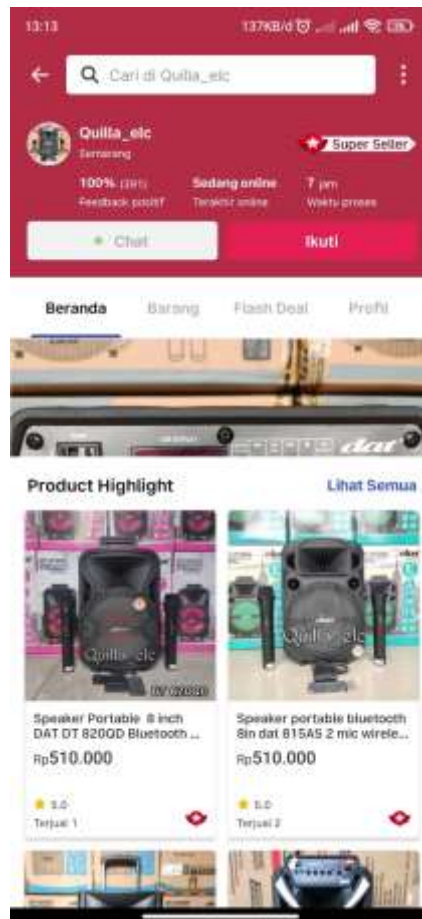 13:13
137KB/d
Cari di Quilla_elc
Quilla_elc
Semarang
Super Seller
100% (391)
Sedang online
7 jam
Feedback positif
Terakhir online
Waktu proses
Chat
Ikuti
Beranda
Barang
Flash Deal
Profil
dat
Product Highlight
Lihat Semua
Quilla_elc
Quilla_elc
Speaker Portable 8 inch
DAT DT 820QD Bluetooth ...
Rp510.000
5.0
Terjual 1
Speaker portable bluetooth
8in dat 815AS 2 mic wirele...
Rp510.000
5.0
Terjual 2